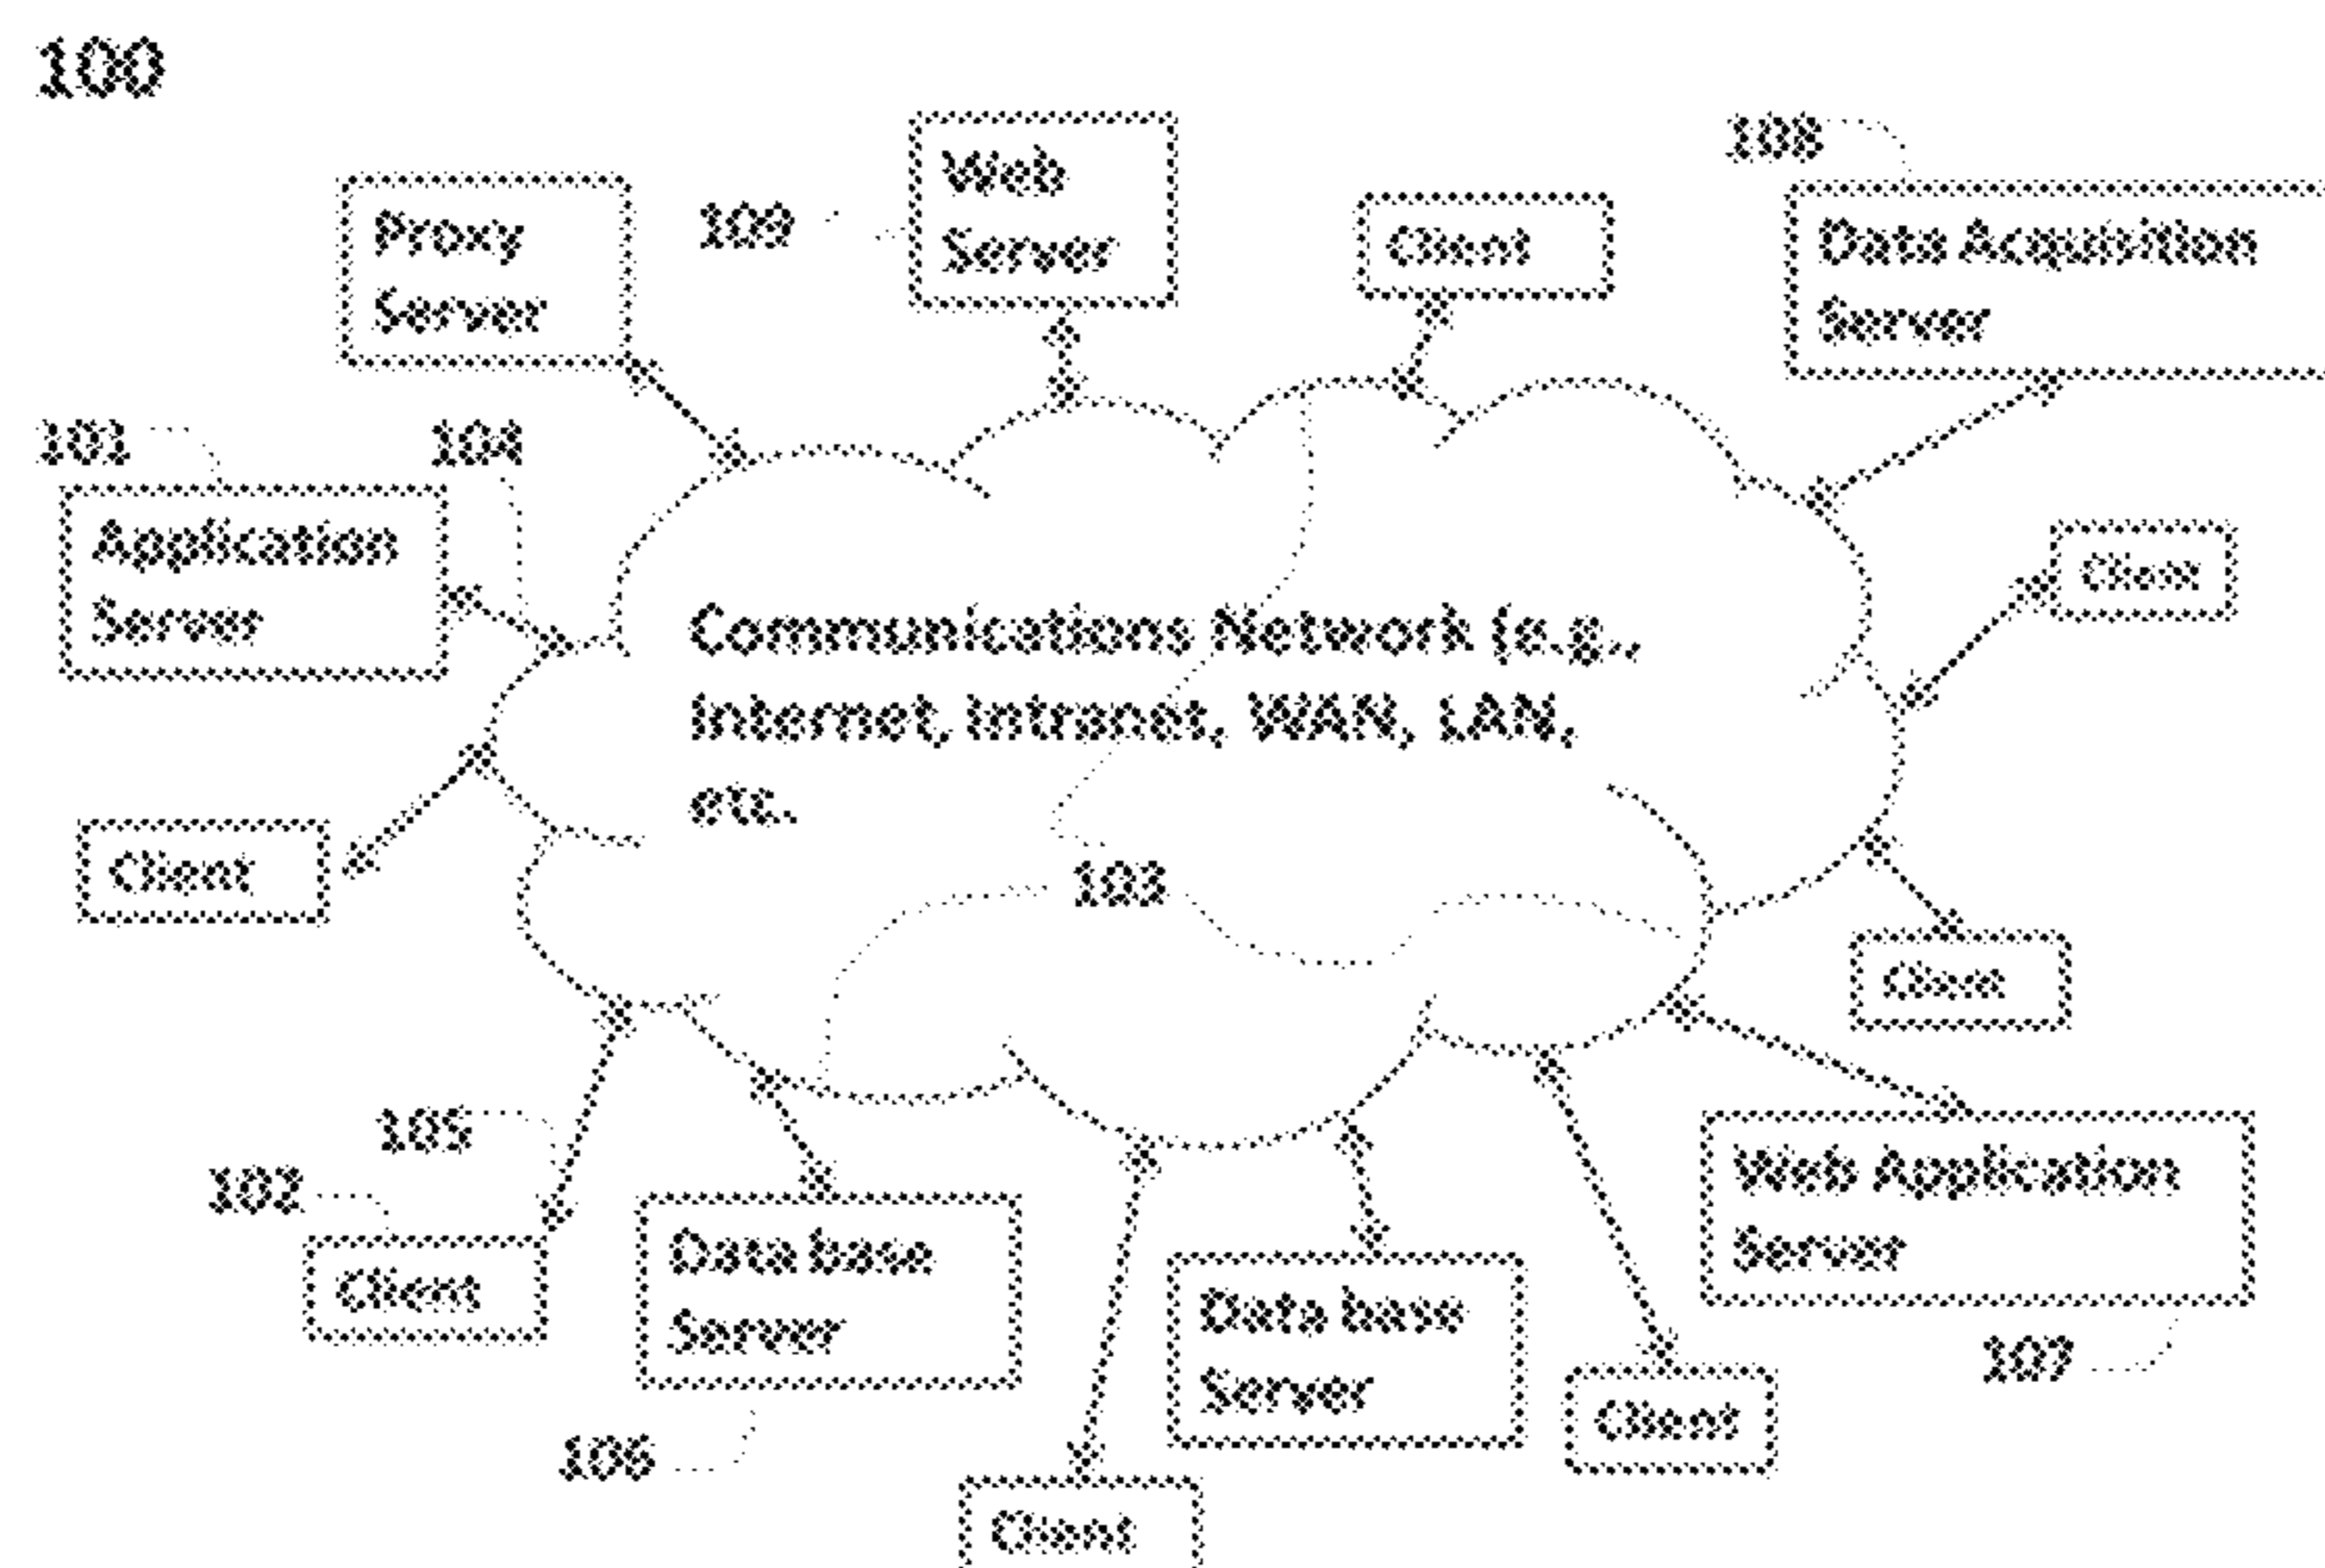 100
108
Web
Server
109
Proxy
Server
Client
Data Acquisition
Server
101
104
Application
Server
Client
Communications Network (e.g.,
Internet, Intranet, WAN, LAN,
etc.
Client
103
Client
105
102
Client
Data base
Server
106
Web Application
Server
107
Data base
Server
Client
Client